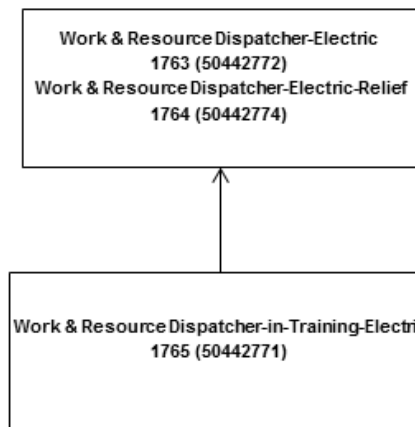 Work & Resource Dispatcher-Electric
1763 (50442772)
Work & Resource Dispatcher-Electric-Relief
1764 (50442774)
Work & Resource Dispatcher-in-Training-Electri
1765 (50442771)